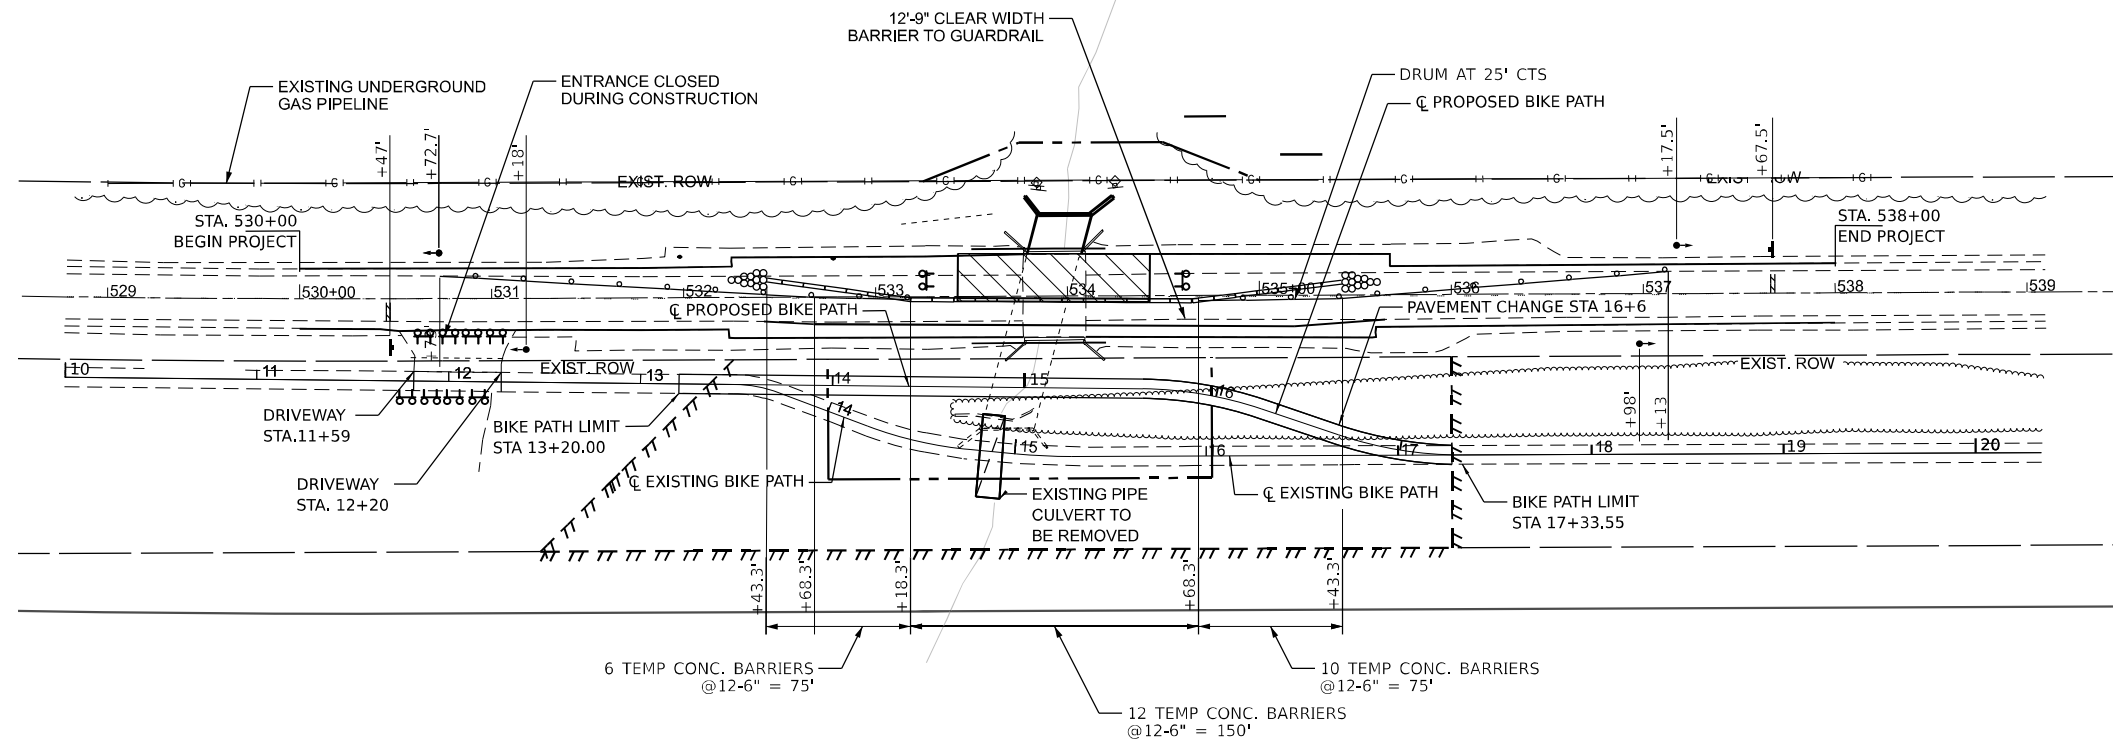 12'-9" CLEAR WIDTH
BARRIER TO GUARDRAIL
DRUM AT 25' CTS
℄ PROPOSED BIKE PATH
EXISTING UNDERGROUND
GAS PIPELINE
ENTRANCE CLOSED
DURING CONSTRUCTION
+47'
+72.7'
+18'
+17.5'
+67.5'
G G G G G G G G G G G G
EXIST. ROW
EXIST. ROW
STA. 530+00
BEGIN PROJECT
STA. 538+00
END PROJECT
529
530+00
531
532
533
534
535+00
536
537
538
539
℄ PROPOSED BIKE PATH
PAVEMENT CHANGE STA 16+6
10
11
12
13
14
15
16
EXIST. ROW
EXIST. ROW
DRIVEWAY
STA.11+59
BIKE PATH LIMIT
STA 13+20.00
14
15
16
17
18
19
20
+98'
+13
DRIVEWAY
STA. 12+20
℄ EXISTING BIKE PATH
EXISTING PIPE
CULVERT TO
BE REMOVED
℄ EXISTING BIKE PATH
BIKE PATH LIMIT
STA 17+33.55
+43.3'
+68.3'
+18.3'
+68.3'
+43.3'
6 TEMP CONC. BARRIERS
@12-6" = 75'
10 TEMP CONC. BARRIERS
@12-6" = 75'
12 TEMP CONC. BARRIERS
@12-6" = 150'